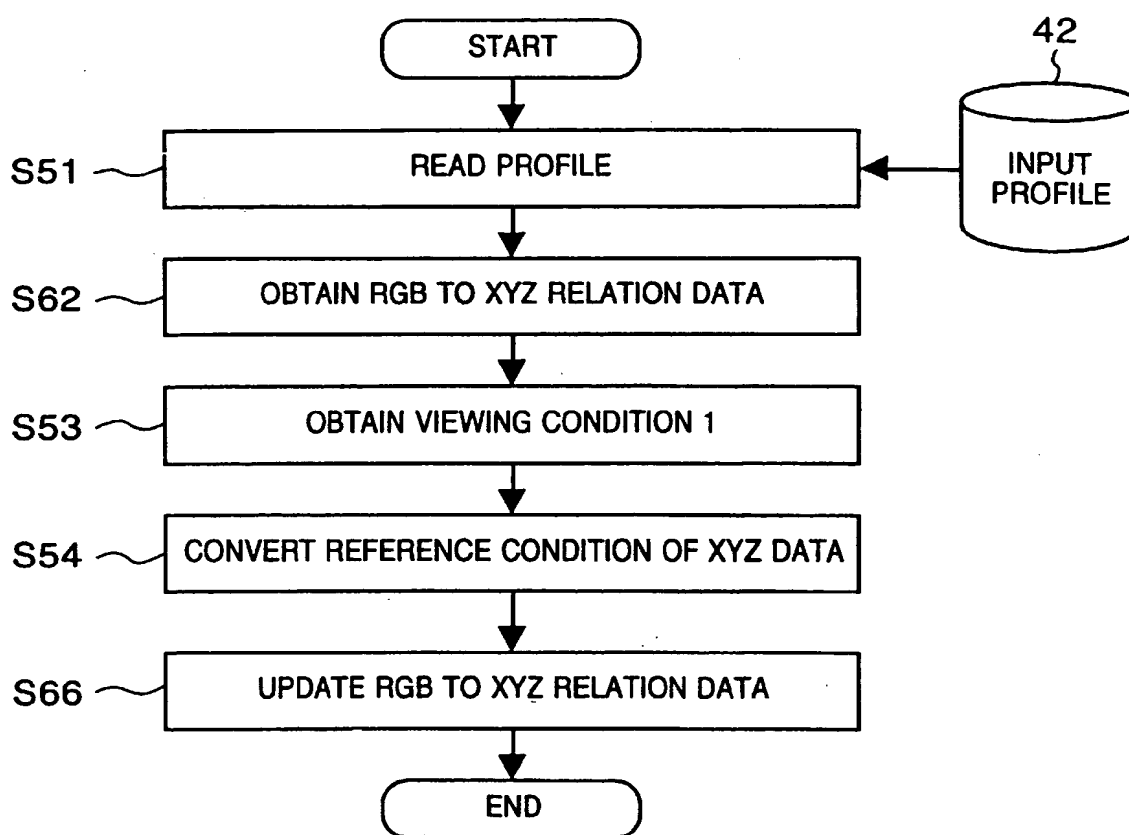 START
42
INPUT
PROFILE
S51
READ PROFILE
S62
OBTAIN RGB TO XYZ RELATION DATA
S53
OBTAIN VIEWING CONDITION 1
S54
CONVERT REFERENCE CONDITION OF XYZ DATA
S66
UPDATE RGB TO XYZ RELATION DATA
END